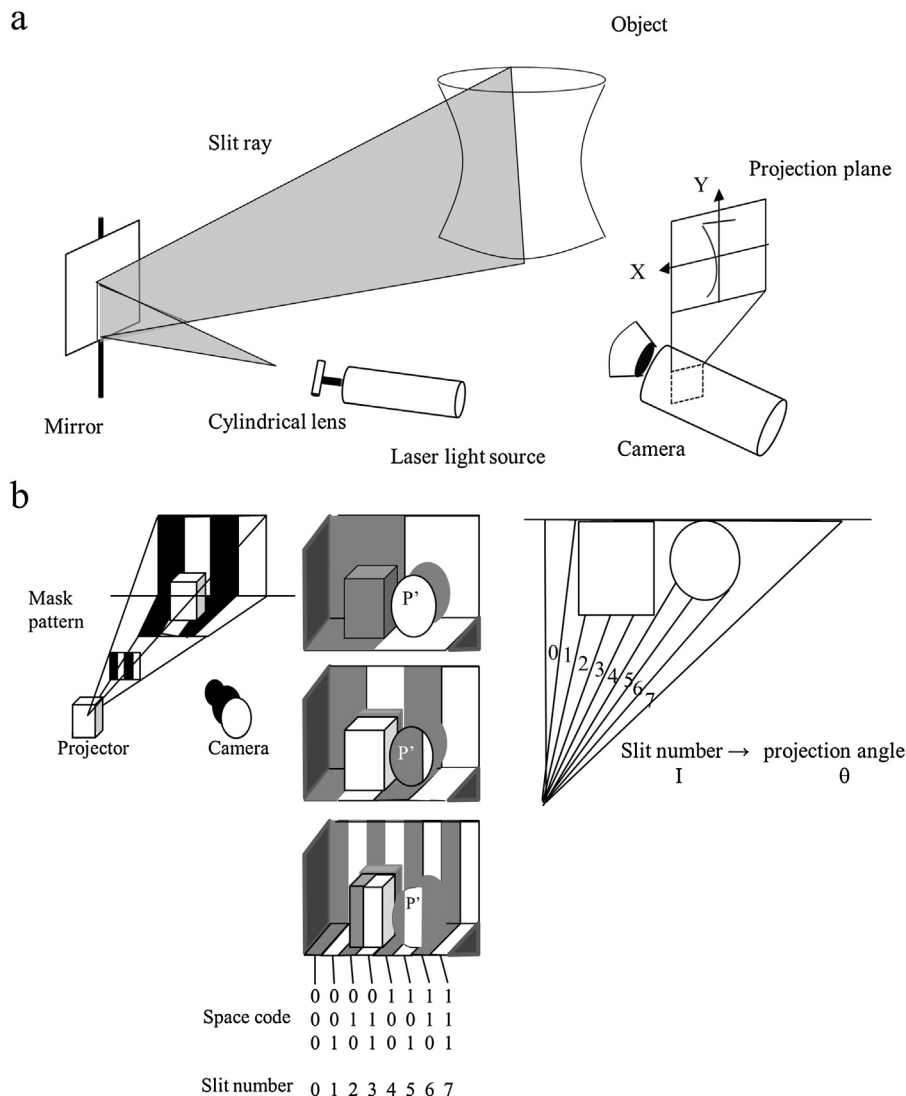 a
Object
Slit ray
Projection plane
Y
X
Mirror
Cylindrical lens
Laser light source
Camera
b
Mask
pattern
Projector
Camera
P’
P’
P’
0 1 2 3 4 5 6 7
Slit number → projection angle
I θ
0 0 0 0 1 1 1 1
Space code 0 0 1 1 0 0 1 1
0 1 0 1 0 1 0 1
Slit number 0 1 2 3 4 5 6 7